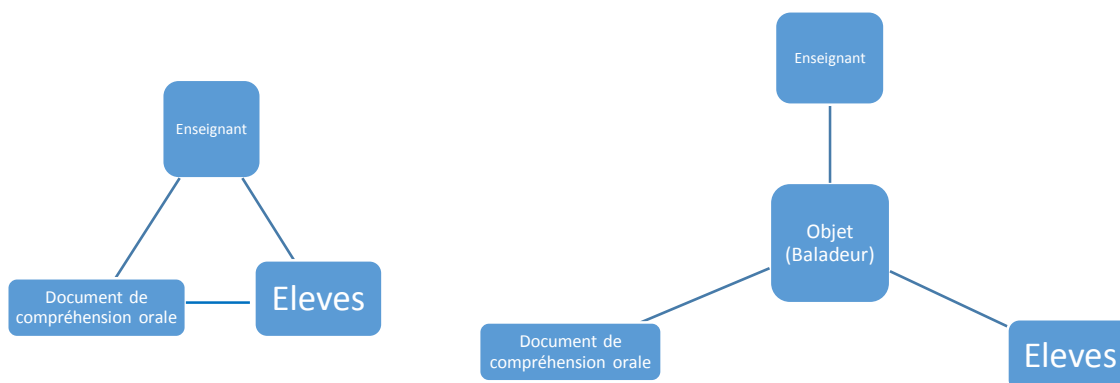 Enseignant
Document de
compréhension orale
Eleves
Enseignant
Objet
(Baladeur)
Document de
compréhension orale
Eleves